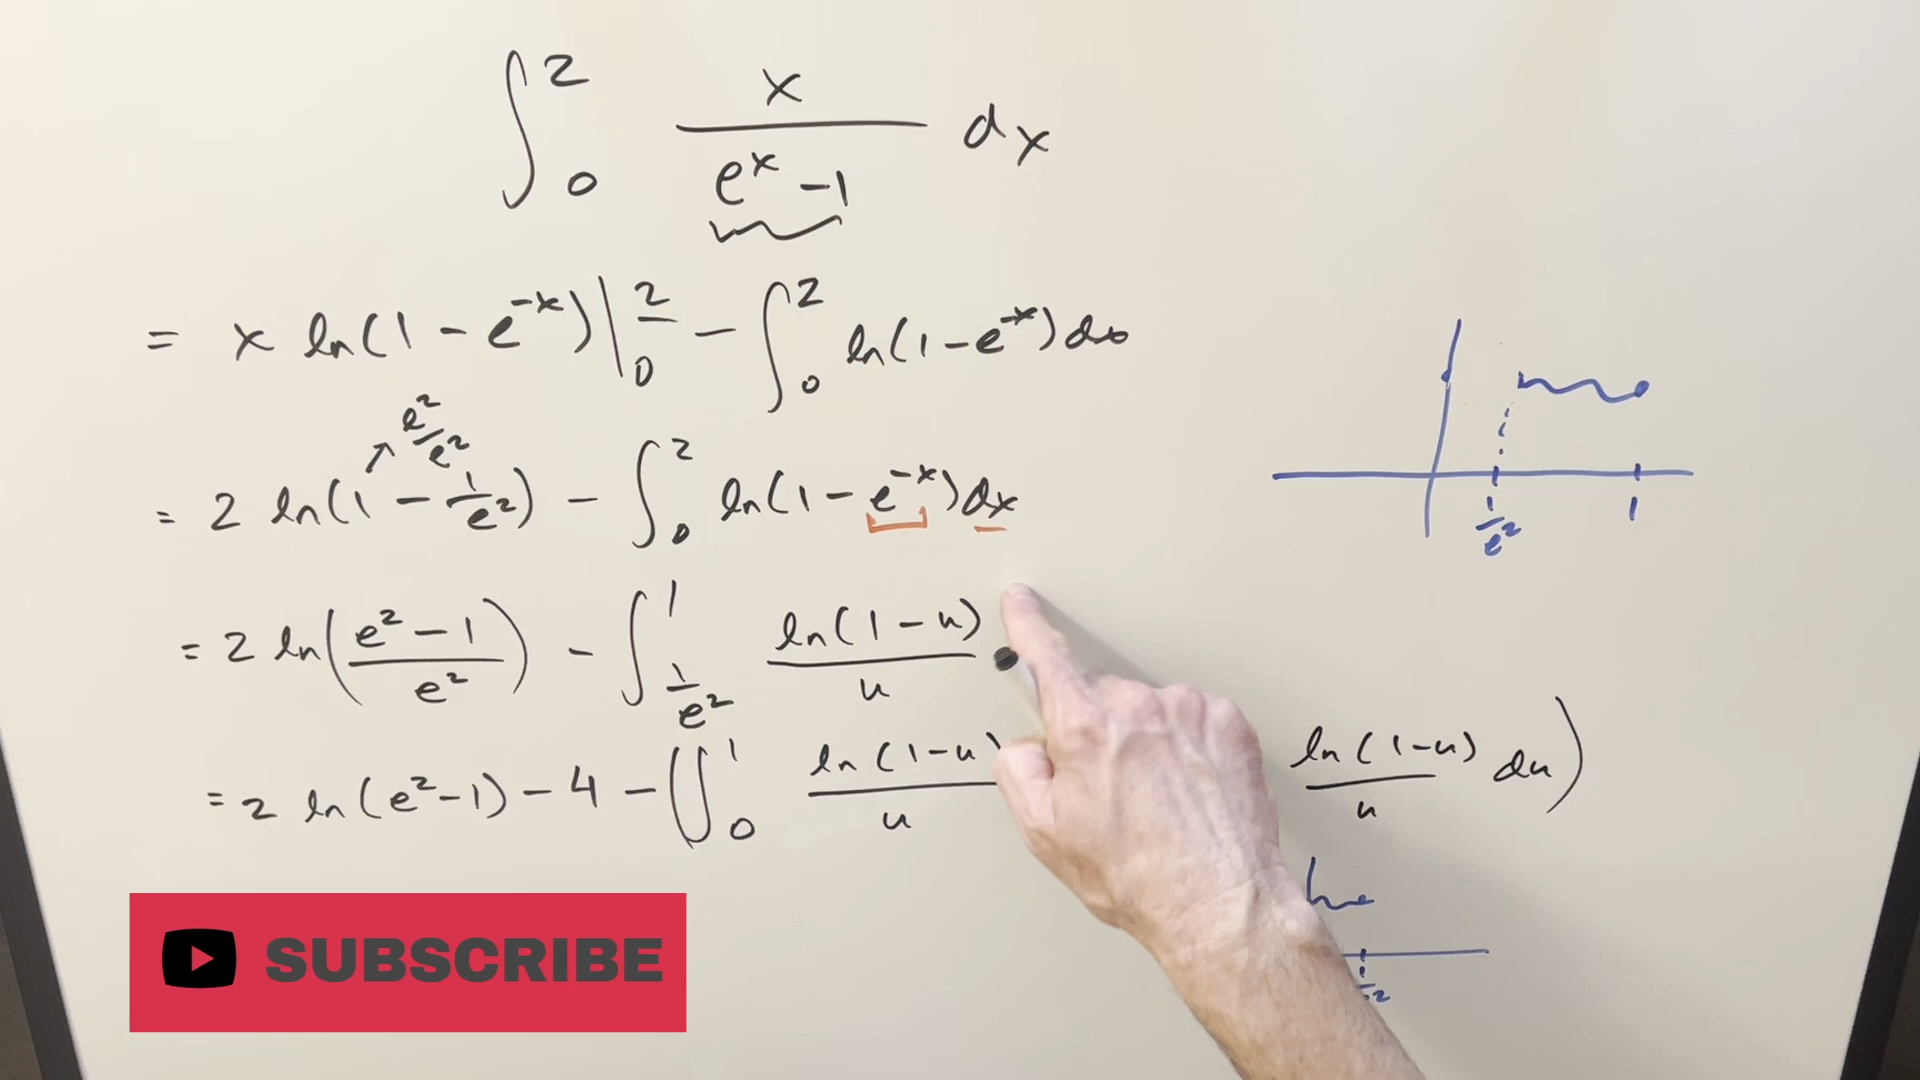 ∫₀² x/(eˣ -1) dx
= x ln(1 - e⁻ˣ)|₀² - ∫₀² ln(1-e⁻ˣ)dx
e²/e²
= 2 ln(1 - 1/e²) - ∫₀² ln(1 - e⁻ˣ)dx
1/e² 1
= 2 ln((e² - 1)/e²) - ∫_{1/e²}^1 ln(1-u)/u
= 2 ln(e²-1) - 4 - (∫₀¹ ln(1-u)/u ln(1-u)/u du)
SUBSCRIBE